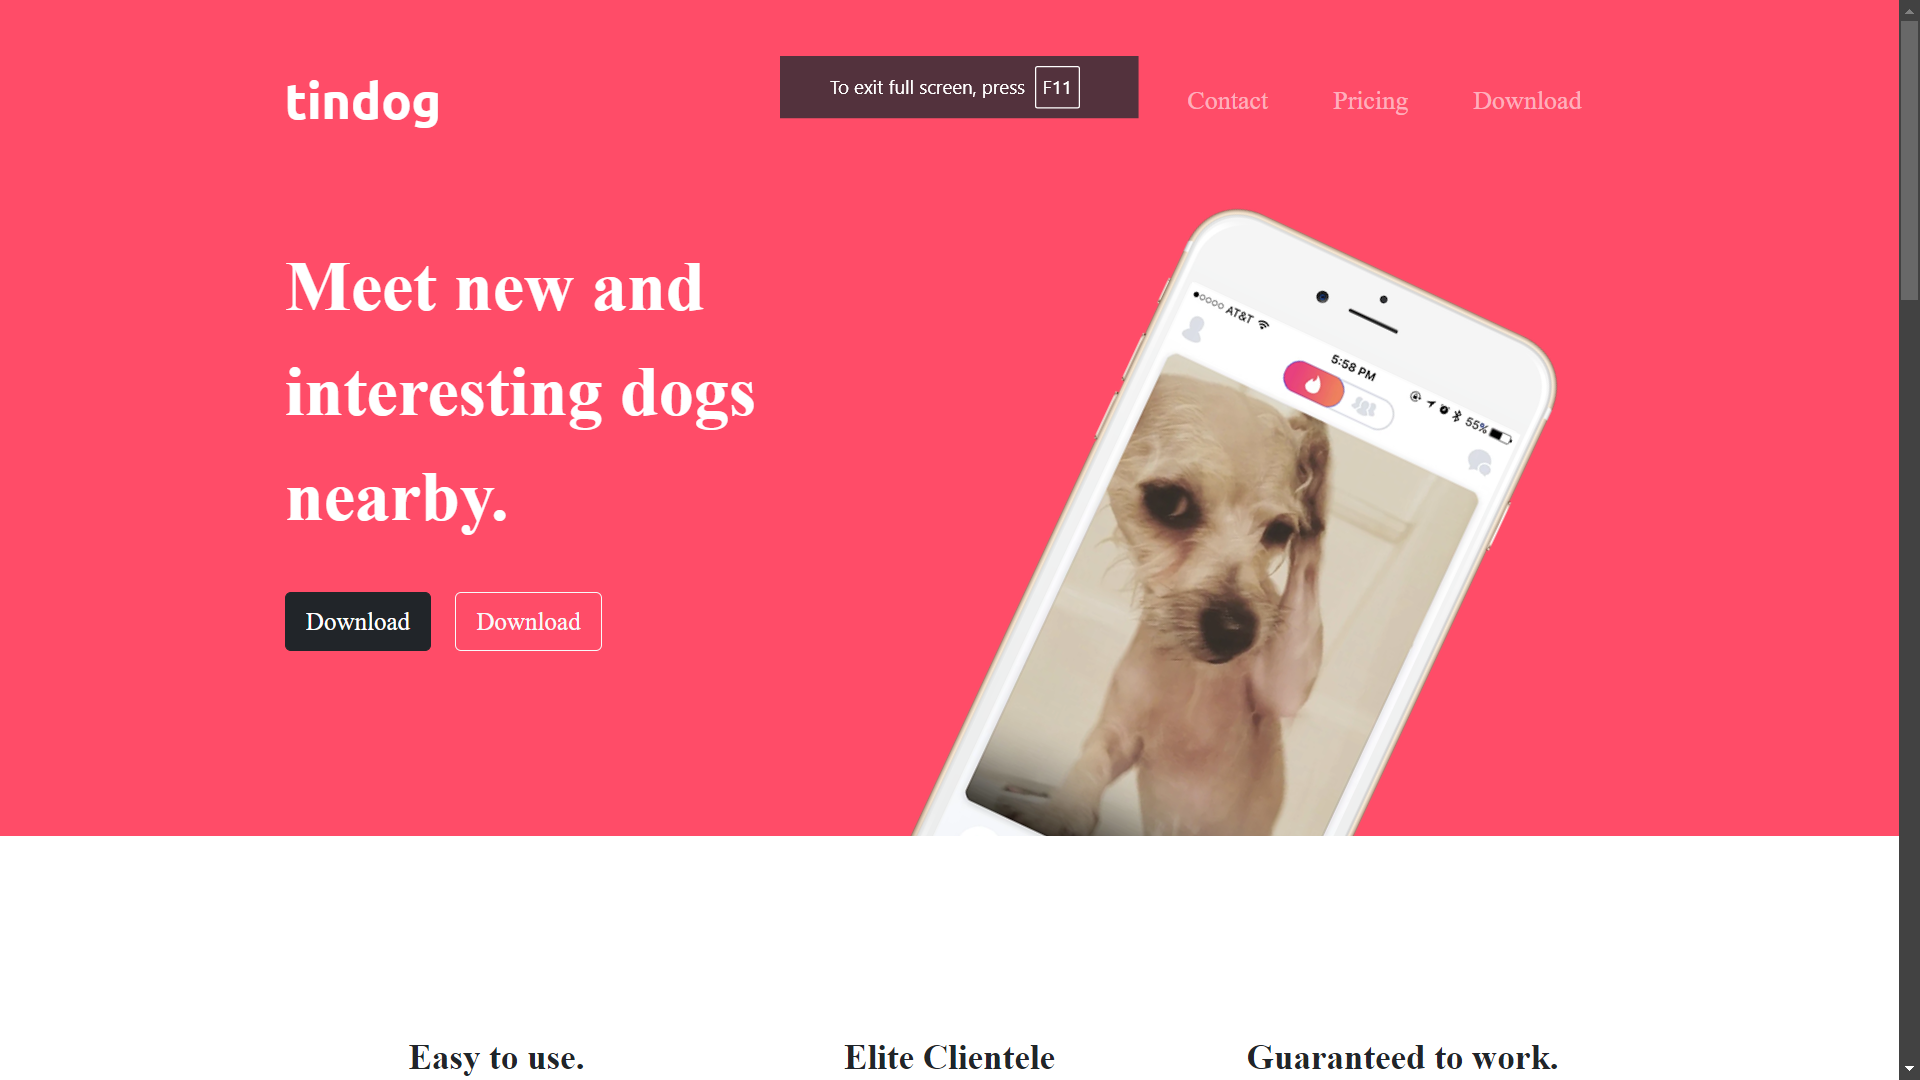 tindog
To exit full screen, press F11
Contact Pricing Download
Meet new and
interesting dogs
nearby.
Download Download
AT&T
5:58 PM
55%
Easy to use. Elite Clientele Guaranteed to work.